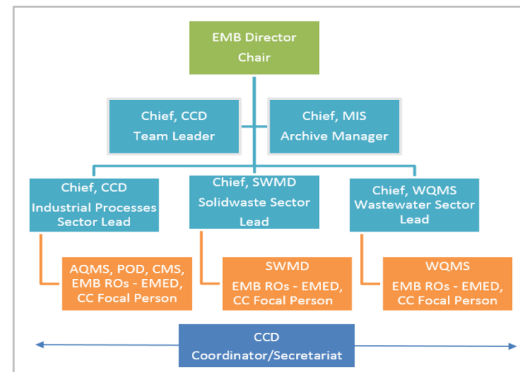 EMB Director
Chair
Chief, CCD
Team Leader
Chief, MIS
Archive Manager
Chief, CCD
Industrial Processes
Sector Lead
Chief, SWMD
Solidwaste Sector
Lead
Chief, WQMS
Wastewater Sector
Lead
AQMS, POD, CMS,
EMB ROs - EMED,
CC Focal Person
SWMD
EMB ROs - EMED,
CC Focal Person
WQMS
EMB ROs - EMED,
CC Focal Person
CCD
Coordinator/Secretariat